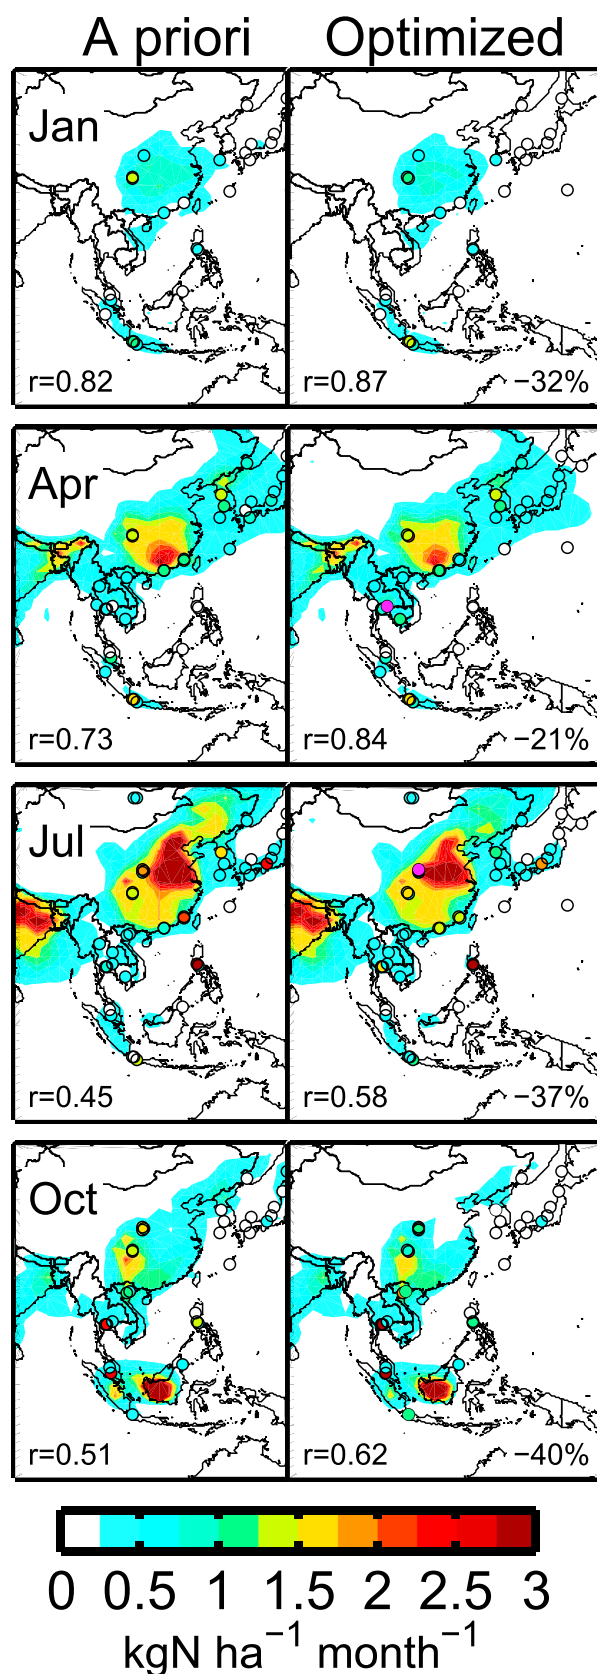 A priori Optimized
Jan
r=0.82 r=0.87 −32%
Apr
r=0.73 r=0.84 −21%
Jul
r=0.45 r=0.58 −37%
Oct
r=0.51 r=0.62 −40%
0 0.5 1 1.5 2 2.5 3
kgN ha⁻¹ month⁻¹